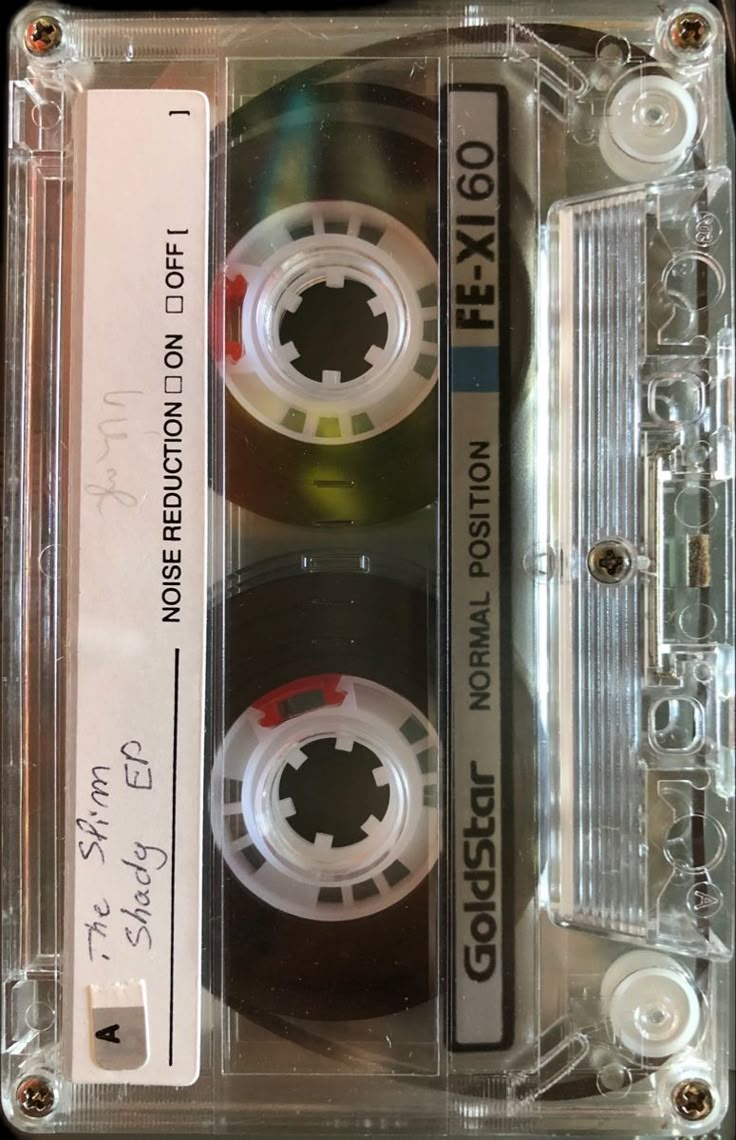 A
The Slim
Shady EP
NOISE REDUCTION □ ON □ OFF [ ]
GoldStar NORMAL POSITION FE-XI 60
A